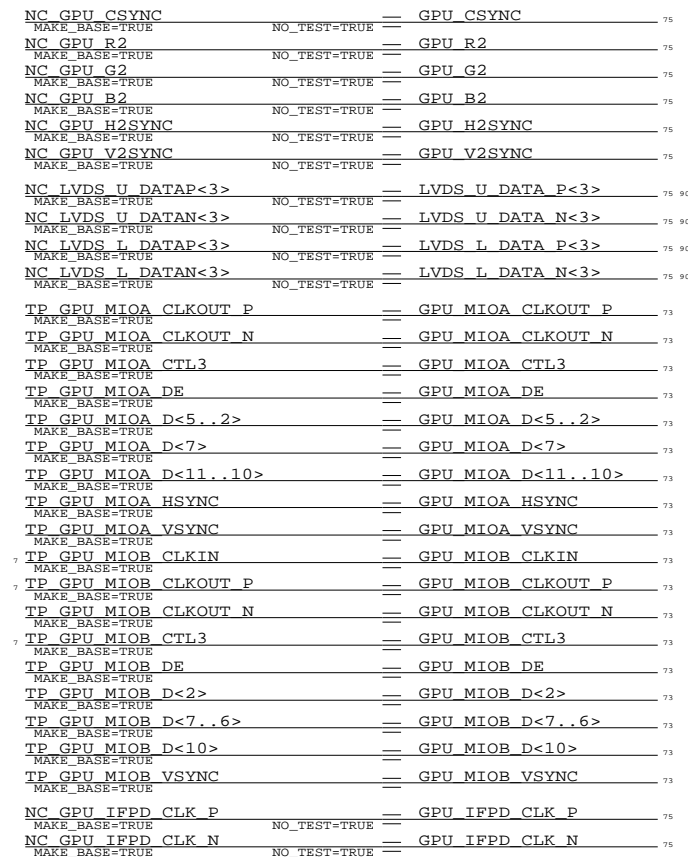 NC_GPU_CSYNC GPU_CSYNC 75
MAKE_BASE=TRUE NO_TEST=TRUE
NC_GPU_R2 GPU_R2 75
MAKE_BASE=TRUE NO_TEST=TRUE
NC_GPU_G2 GPU_G2 75
MAKE_BASE=TRUE NO_TEST=TRUE
NC_GPU_B2 GPU_B2 75
MAKE_BASE=TRUE NO_TEST=TRUE
NC_GPU_H2SYNC GPU_H2SYNC 75
MAKE_BASE=TRUE NO_TEST=TRUE
NC_GPU_V2SYNC GPU_V2SYNC 75
MAKE_BASE=TRUE NO_TEST=TRUE
NC_LVDS_U_DATAP<3> LVDS_U_DATA_P<3> 75 90
MAKE_BASE=TRUE NO_TEST=TRUE
NC_LVDS_U_DATAN<3> LVDS_U_DATA_N<3> 75 90
MAKE_BASE=TRUE NO_TEST=TRUE
NC_LVDS_L_DATAP<3> LVDS_L_DATA_P<3> 75 90
MAKE_BASE=TRUE NO_TEST=TRUE
NC_LVDS_L_DATAN<3> LVDS_L_DATA_N<3> 75 90
MAKE_BASE=TRUE NO_TEST=TRUE
TP_GPU_MIOA_CLKOUT_P GPU_MIOA_CLKOUT_P 73
MAKE_BASE=TRUE
TP_GPU_MIOA_CLKOUT_N GPU_MIOA_CLKOUT_N 73
MAKE_BASE=TRUE
TP_GPU_MIOA_CTL3 GPU_MIOA_CTL3 73
MAKE_BASE=TRUE
TP_GPU_MIOA_DE GPU_MIOA_DE 73
MAKE_BASE=TRUE
TP_GPU_MIOA_D<5..2> GPU_MIOA_D<5..2> 73
MAKE_BASE=TRUE
TP_GPU_MIOA_D<7> GPU_MIOA_D<7> 73
MAKE_BASE=TRUE
TP_GPU_MIOA_D<11..10> GPU_MIOA_D<11..10> 73
MAKE_BASE=TRUE
TP_GPU_MIOA_HSYNC GPU_MIOA_HSYNC 73
MAKE_BASE=TRUE
TP_GPU_MIOA_VSYNC GPU_MIOA_VSYNC 73
MAKE_BASE=TRUE
7 TP_GPU_MIOB_CLKIN GPU_MIOB_CLKIN 73
MAKE_BASE=TRUE
7 TP_GPU_MIOB_CLKOUT_P GPU_MIOB_CLKOUT_P 73
MAKE_BASE=TRUE
TP_GPU_MIOB_CLKOUT_N GPU_MIOB_CLKOUT_N 73
MAKE_BASE=TRUE
7 TP_GPU_MIOB_CTL3 GPU_MIOB_CTL3 73
MAKE_BASE=TRUE
TP_GPU_MIOB_DE GPU_MIOB_DE 73
MAKE_BASE=TRUE
TP_GPU_MIOB_D<2> GPU_MIOB_D<2> 73
MAKE_BASE=TRUE
TP_GPU_MIOB_D<7..6> GPU_MIOB_D<7..6> 73
MAKE_BASE=TRUE
TP_GPU_MIOB_D<10> GPU_MIOB_D<10> 73
MAKE_BASE=TRUE
TP_GPU_MIOB_VSYNC GPU_MIOB_VSYNC 73
MAKE_BASE=TRUE
NC_GPU_IFPD_CLK_P GPU_IFPD_CLK_P 75
MAKE_BASE=TRUE NO_TEST=TRUE
NC_GPU_IFPD_CLK_N GPU_IFPD_CLK_N 75
MAKE_BASE=TRUE NO_TEST=TRUE